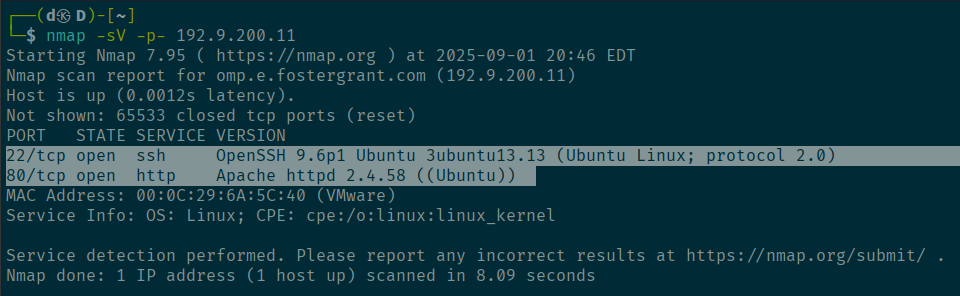 ┌──(d㉿D)-[~]
└─$ nmap -sV -p- 192.9.200.11
Starting Nmap 7.95 ( https://nmap.org ) at 2025-09-01 20:46 EDT
Nmap scan report for omp.e.fostergrant.com (192.9.200.11)
Host is up (0.0012s latency).
Not shown: 65533 closed tcp ports (reset)
PORT   STATE SERVICE VERSION
22/tcp open  ssh     OpenSSH 9.6p1 Ubuntu 3ubuntu13.13 (Ubuntu Linux; protocol 2.0)
80/tcp open  http    Apache httpd 2.4.58 ((Ubuntu))
MAC Address: 00:0C:29:6A:5C:40 (VMware)
Service Info: OS: Linux; CPE: cpe:/o:linux:linux_kernel

Service detection performed. Please report any incorrect results at https://nmap.org/submit/ .
Nmap done: 1 IP address (1 host up) scanned in 8.09 seconds